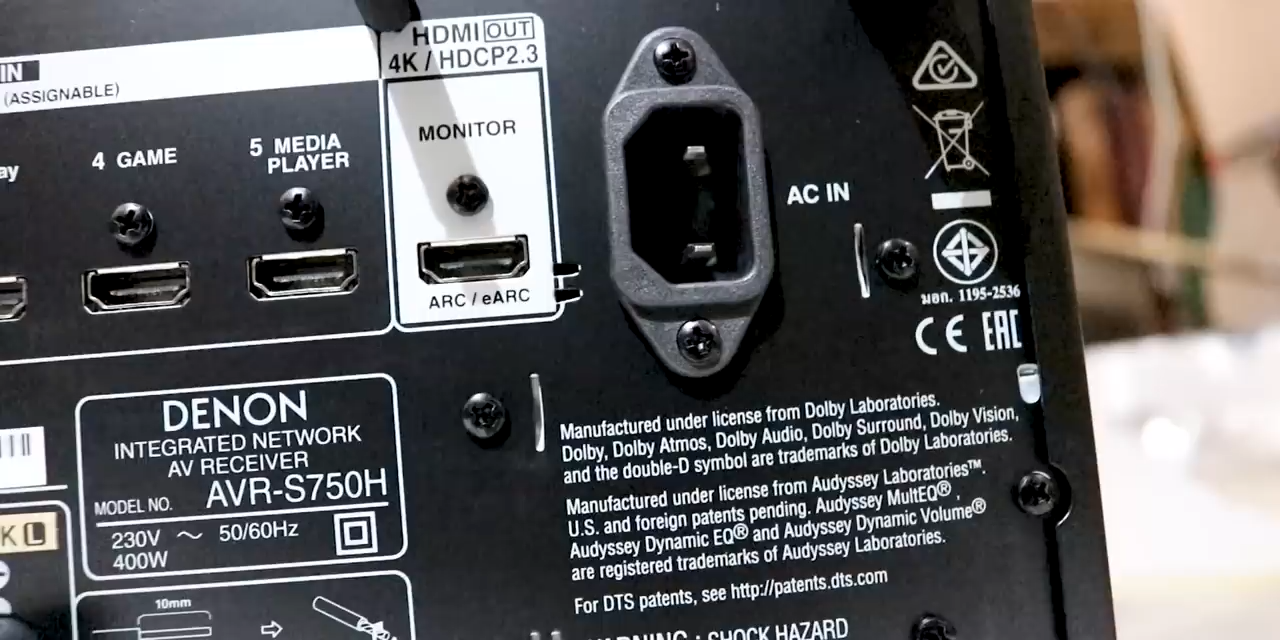 IN
(ASSIGNABLE)
HDMI OUT
4K / HDCP2.3
ay
4 GAME
5 MEDIA
PLAYER
MONITOR
ARC / eARC
AC IN
มอก. 1195-2536
CE EAC
DENON
INTEGRATED NETWORK
AV RECEIVER
MODEL NO. AVR-S750H
230V ～ 50/60Hz
400W
K L
10mm
Manufactured under license from Dolby Laboratories.
Dolby, Dolby Atmos, Dolby Audio, Dolby Surround, Dolby Vision,
and the double-D symbol are trademarks of Dolby Laboratories.
Manufactured under license from Audyssey Laboratories™.
U.S. and foreign patents pending. Audyssey MultEQ® ,
Audyssey Dynamic EQ® and Audyssey Dynamic Volume®
are registered trademarks of Audyssey Laboratories.
For DTS patents, see http://patents.dts.com
WARNING : SHOCK HAZARD